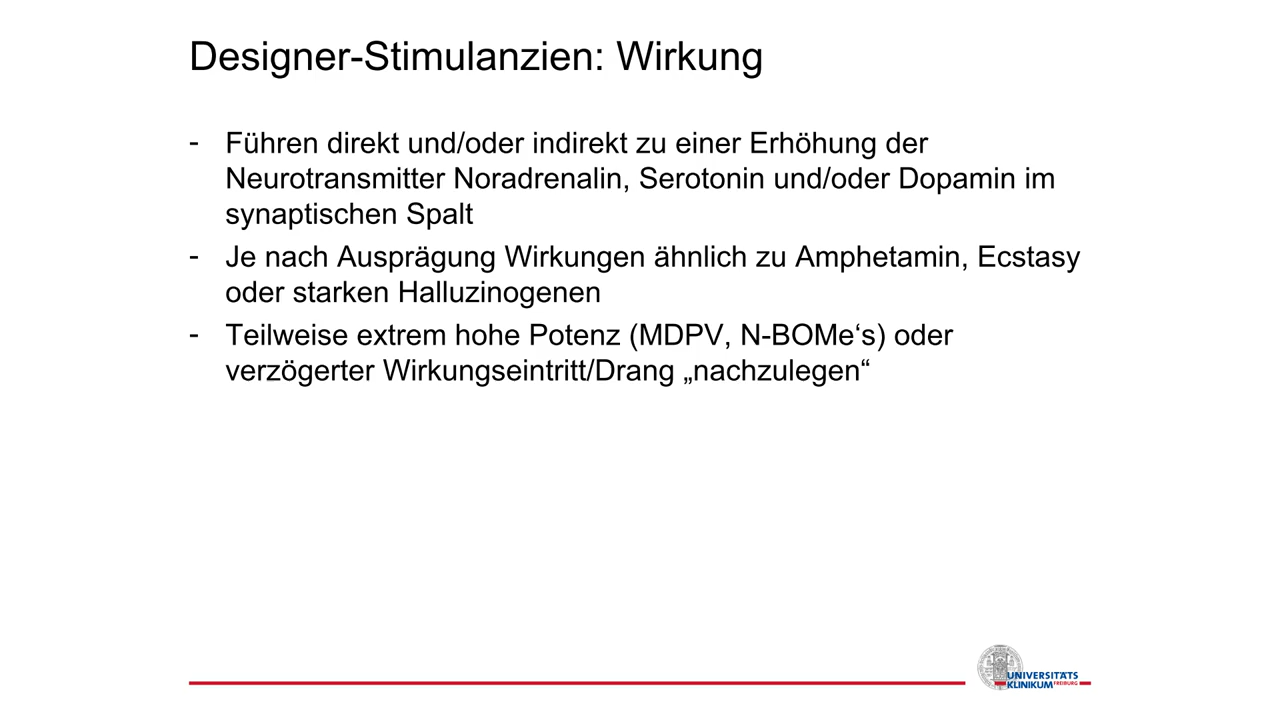 Designer-Stimulanzien: Wirkung
- Führen direkt und/oder indirekt zu einer Erhöhung der
Neurotransmitter Noradrenalin, Serotonin und/oder Dopamin im
synaptischen Spalt
- Je nach Ausprägung Wirkungen ähnlich zu Amphetamin, Ecstasy
oder starken Halluzinogenen
- Teilweise extrem hohe Potenz (MDPV, N-BOMe‘s) oder
verzögerter Wirkungseintritt/Drang „nachzulegen“
UNIVERSITÄTS
KLINIKUM FREIBURG